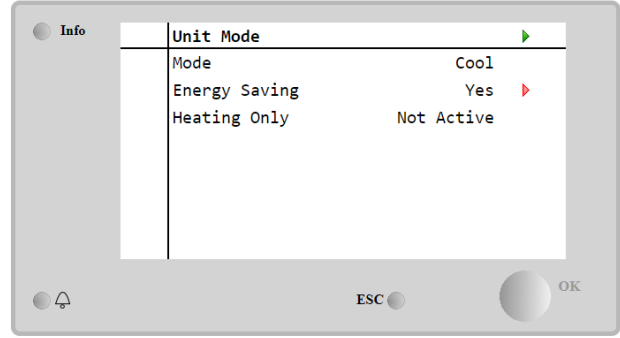 Info
Unit Mode
Mode Cool
Energy Saving Yes
Heating Only Not Active
ESC
OK